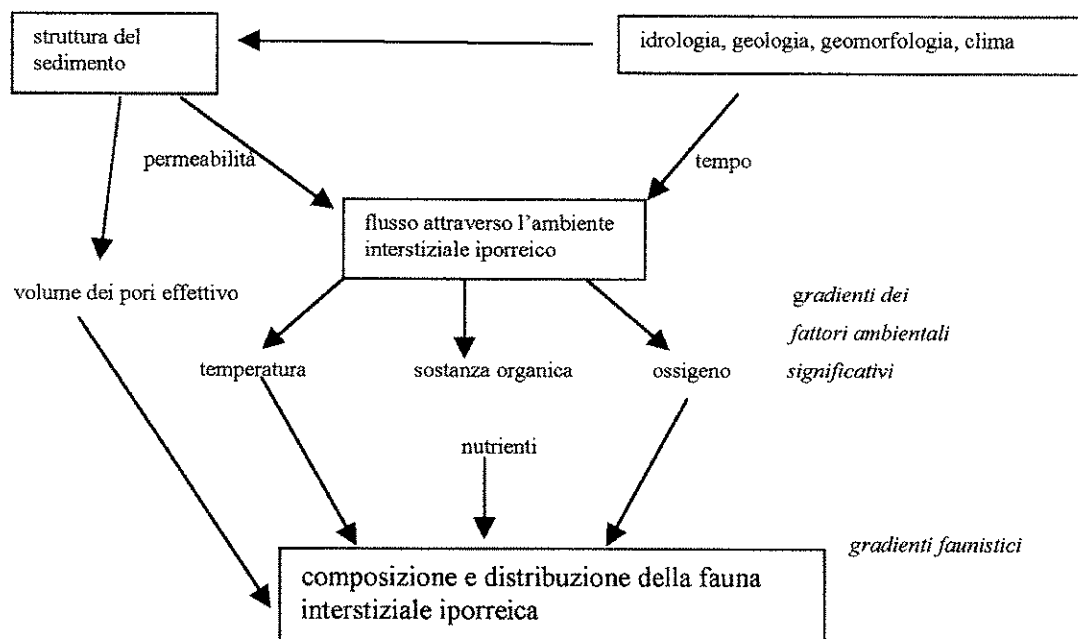 struttura del
sedimento
idrologia, geologia, geomorfologia, clima
permeabilità
tempo
flusso attraverso l'ambiente
interstiziale iporreico
volume dei pori effettivo
gradienti dei
fattori ambientali
significativi
temperatura
sostanza organica
ossigeno
nutrienti
gradienti faunistici
composizione e distribuzione della fauna
interstiziale iporreica